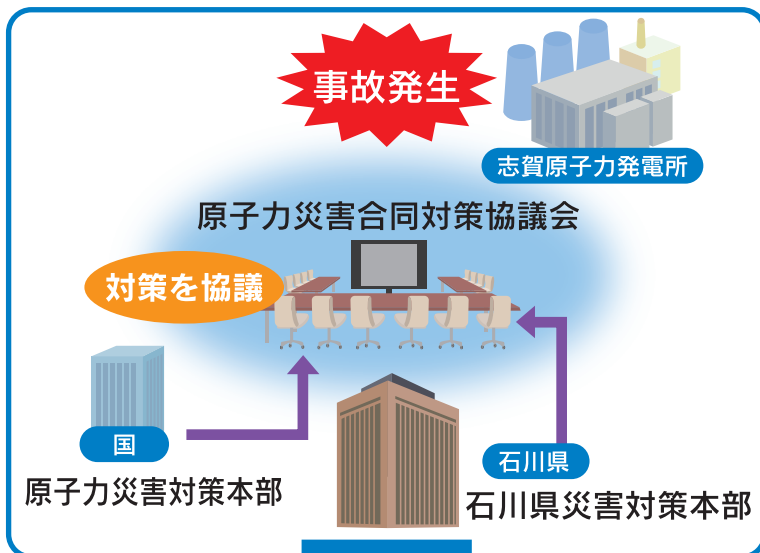 事故発生
志賀原子力発電所
原子力災害合同対策協議会
対策を協議
国
原子力災害対策本部
石川県
石川県災害対策本部